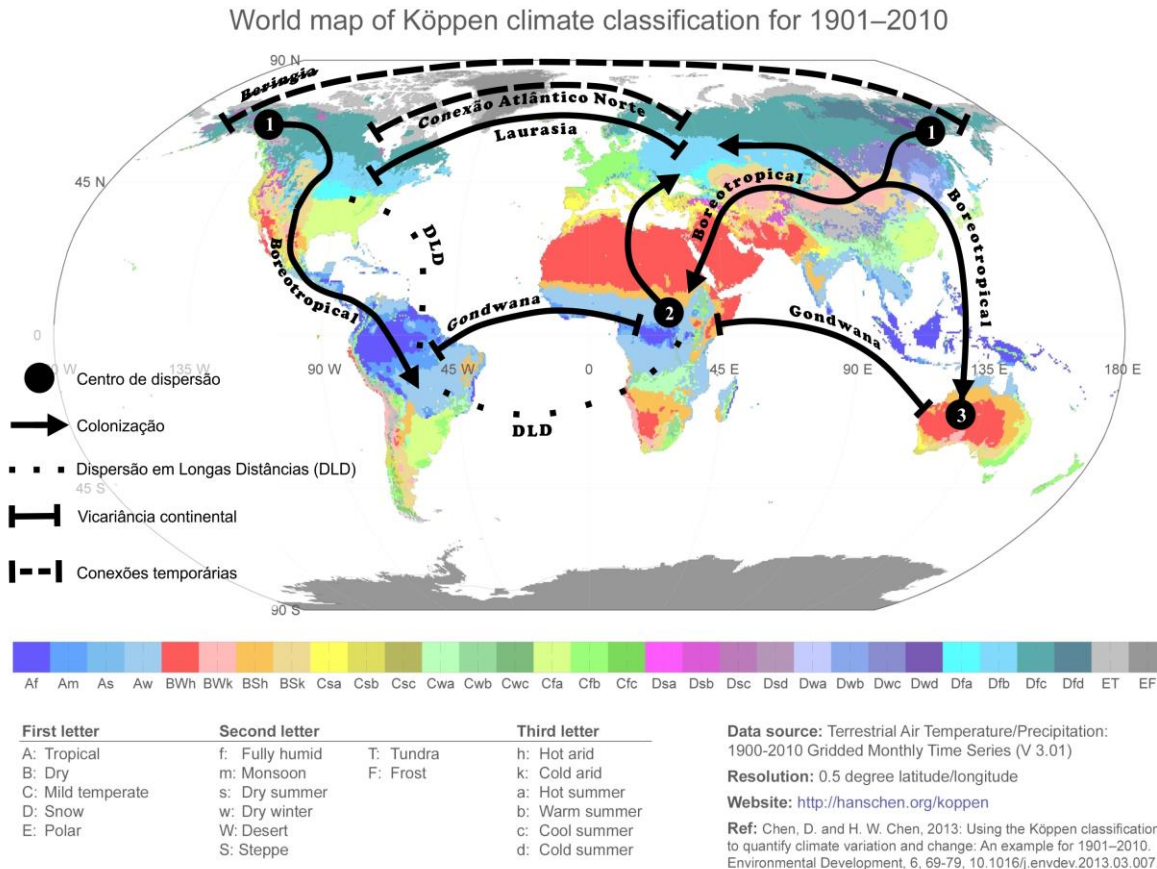 World map of Köppen climate classification for 1901–2010
90 N
Beringia
Conexão Atlântico Norte
Laurasia
1
1
45 N
DLD
Boreotropical
Boreotropical
Boreotropical
Gondwana
2
Gondwana
0
90 W
45 W
0
45 E
90 E
135 E
180 E
0 W
3
DLD
Centro de dispersão
Colonização
Dispersão em Longas Distâncias (DLD)
45 S
Vicariância continental
Conexões temporárias
90 S
Af Am As Aw BWh BWk BSh BSk Csa Csb Csc Cwa Cwb Cwc Cfa Cfb Cfc Dsa Dsb Dsc Dsd Dwa Dwb Dwc Dwd Dfa Dfb Dfc Dfd ET EF
First letter
A: Tropical
B: Dry
C: Mild temperate
D: Snow
E: Polar
Second letter
f: Fully humid
m: Monsoon
s: Dry summer
w: Dry winter
W: Desert
S: Steppe
T: Tundra
F: Frost
Third letter
h: Hot arid
k: Cold arid
a: Hot summer
b: Warm summer
c: Cool summer
d: Cold summer
Data source: Terrestrial Air Temperature/Precipitation:
1900-2010 Gridded Monthly Time Series (V 3.01)
Resolution: 0.5 degree latitude/longitude
Website: http://hanschen.org/koppen
Ref: Chen, D. and H. W. Chen, 2013: Using the Köppen classification
to quantify climate variation and change: An example for 1901–2010.
Environmental Development, 6, 69-79, 10.1016/j.envdev.2013.03.007.